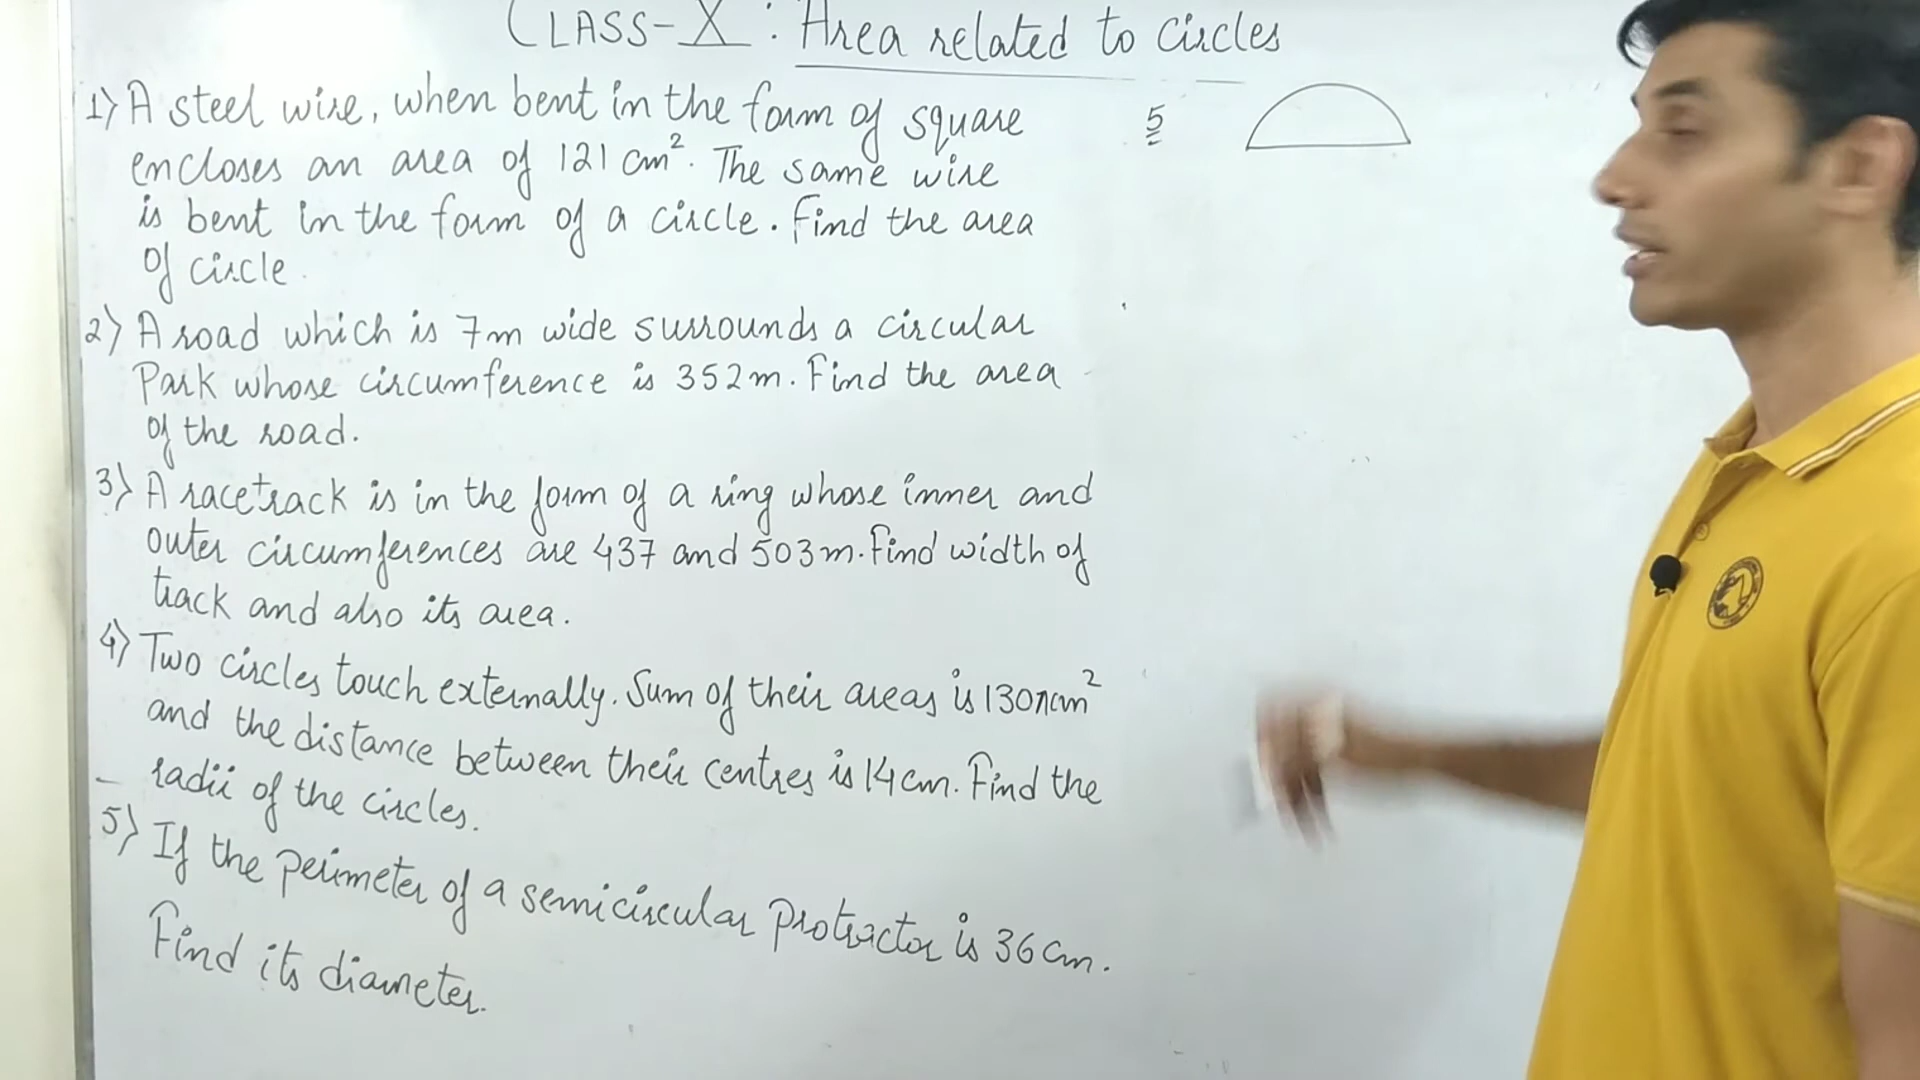 CLASS-X : Area related to circles
1) A steel wire, when bent in the form of square
encloses an area of 121 cm². The same wire
is bent in the form of a circle. Find the area
of circle.
2) A road which is 7m wide surrounds a circular
Park whose circumference is 352m. Find the area
of the road.
3) A racetrack is in the form of a ring whose inner and
outer circumferences are 437 and 503m. Find width of
track and also its area.
4) Two circles touch externally. Sum of their areas is 130πcm²
and the distance between their centres is 14cm. Find the
radii of the circles.
5) If the perimeter of a semicircular Protractor is 36cm.
Find its diameter.
5